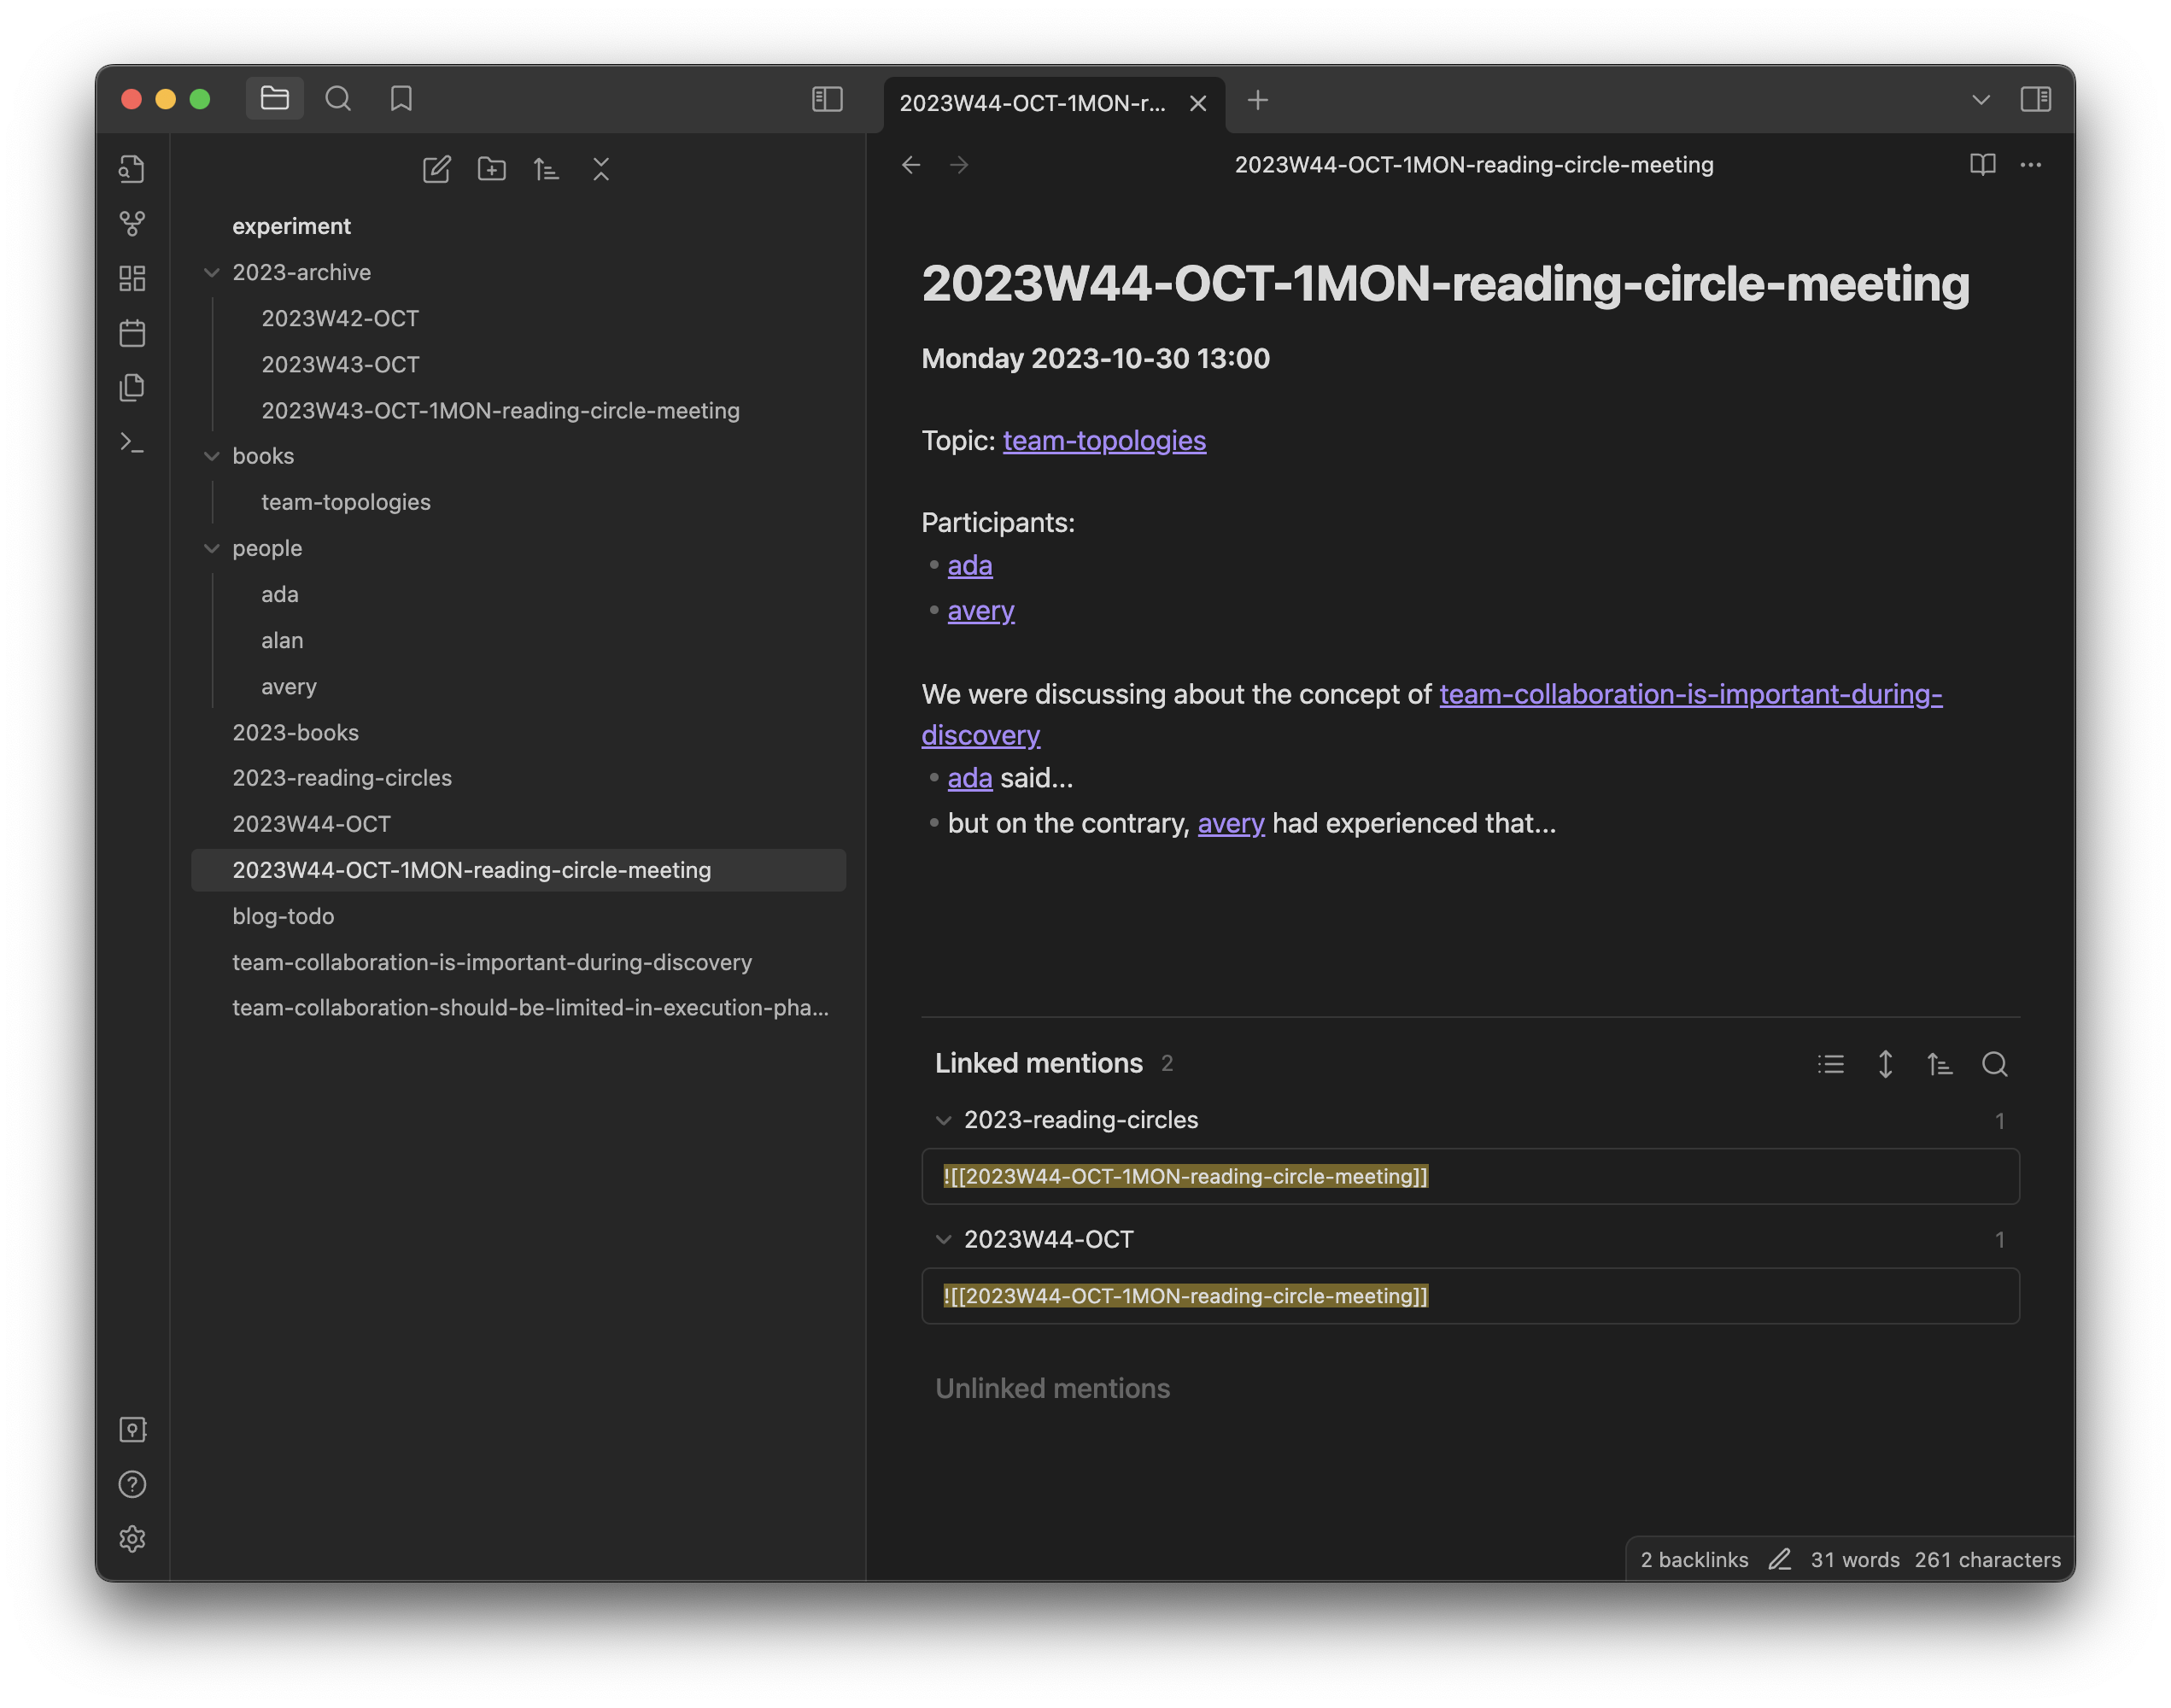 2023W44-OCT-1MON-r...
experiment
2023-archive
2023W42-OCT
2023W43-OCT
2023W43-OCT-1MON-reading-circle-meeting
books
team-topologies
people
ada
alan
avery
2023-books
2023-reading-circles
2023W44-OCT
2023W44-OCT-1MON-reading-circle-meeting
blog-todo
team-collaboration-is-important-during-discovery
team-collaboration-should-be-limited-in-execution-pha...
2023W44-OCT-1MON-reading-circle-meeting
2023W44-OCT-1MON-reading-circle-meeting
Monday 2023-10-30 13:00
Topic: team-topologies
Participants:
ada
avery
We were discussing about the concept of team-collaboration-is-important-during-
discovery
ada said...
but on the contrary, avery had experienced that...
Linked mentions 2
2023-reading-circles 1
![[2023W44-OCT-1MON-reading-circle-meeting]]
2023W44-OCT 1
![[2023W44-OCT-1MON-reading-circle-meeting]]
Unlinked mentions
2 backlinks 31 words 261 characters